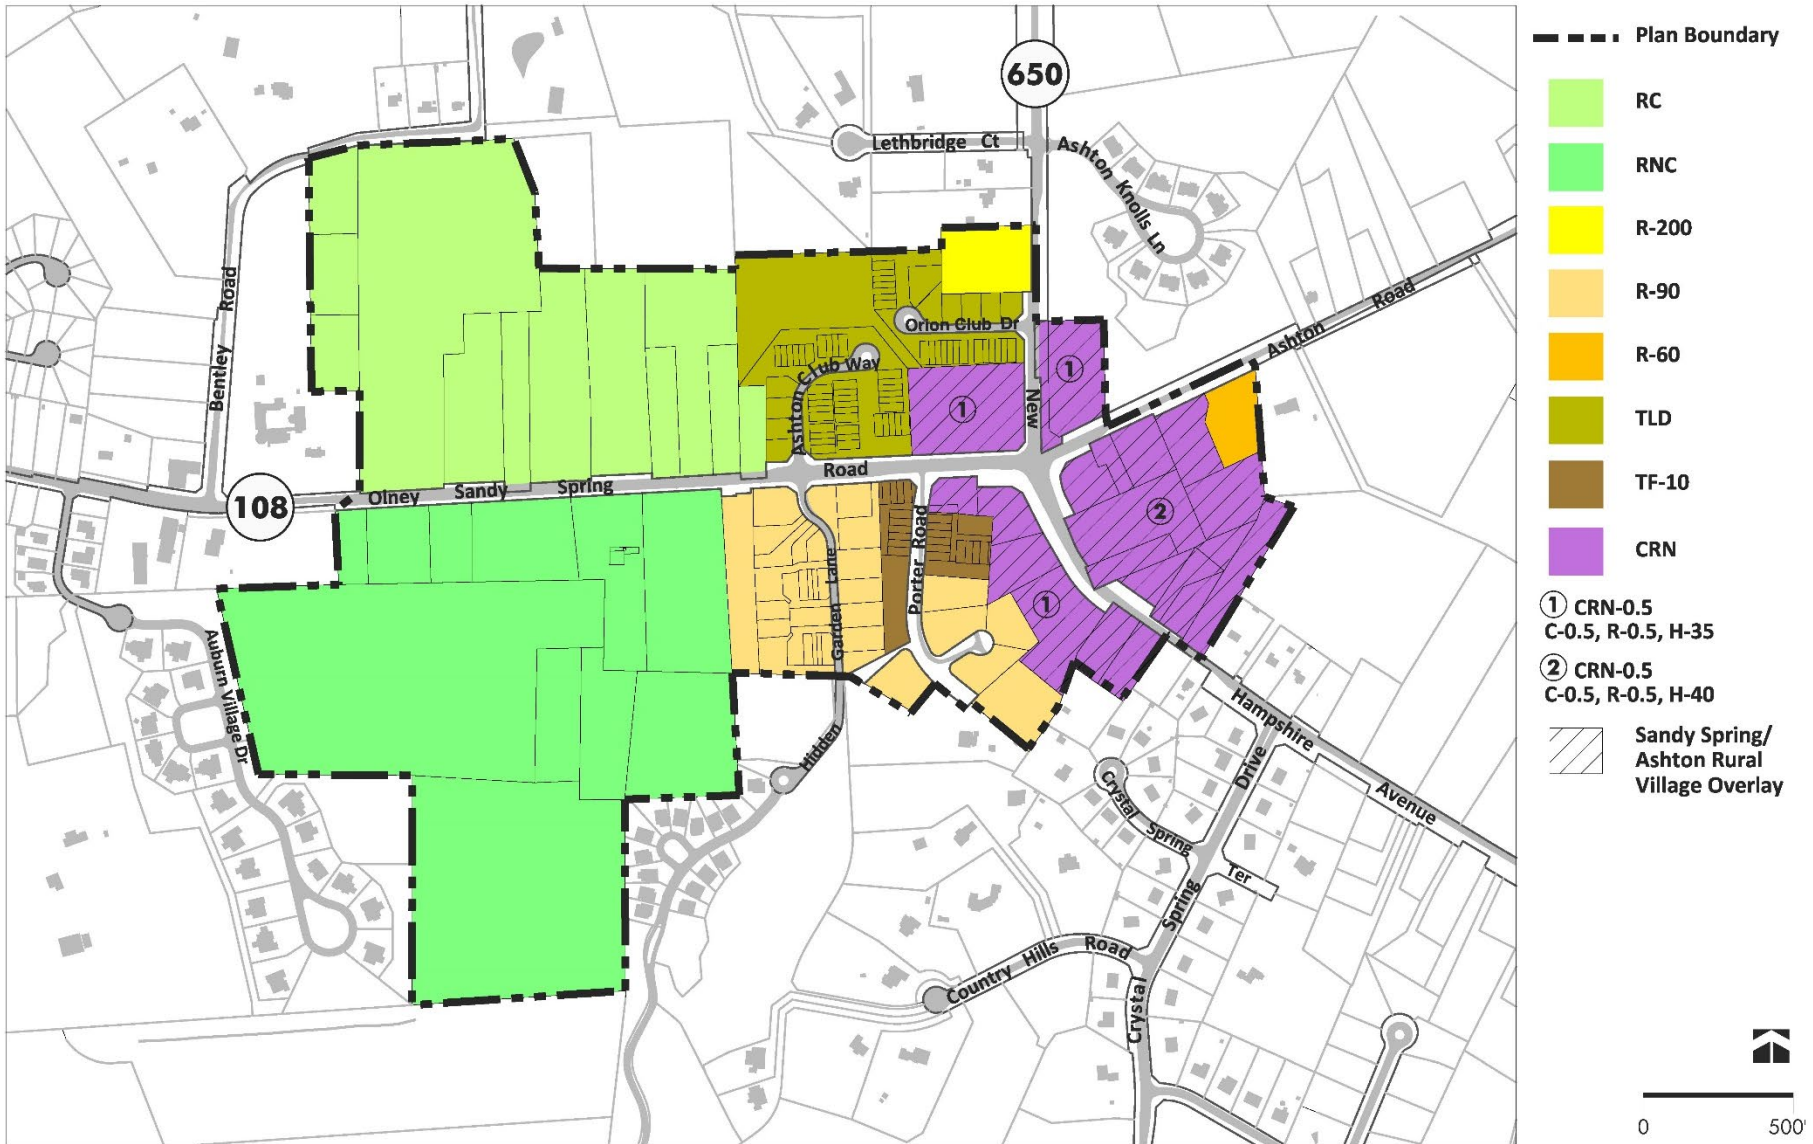 650
Lethbridge Ct
Ashton Knolls Ln
Bentley Road
Orion Club Dr
Ashton Club Way
Ashton Road
1
1
New
Road
108
Olney Sandy Spring
2
Porter Road
Garden Lane
1
Auburn Village Dr
Hidden
Hampshire
Avenue
Drive
Crystal Spring
Ter
Spring
Country Hills Road
Crystal
Plan Boundary
RC
RNC
R-200
R-90
R-60
TLD
TF-10
CRN
1 CRN-0.5
C-0.5, R-0.5, H-35
2 CRN-0.5
C-0.5, R-0.5, H-40
Sandy Spring/
Ashton Rural
Village Overlay
0 500'